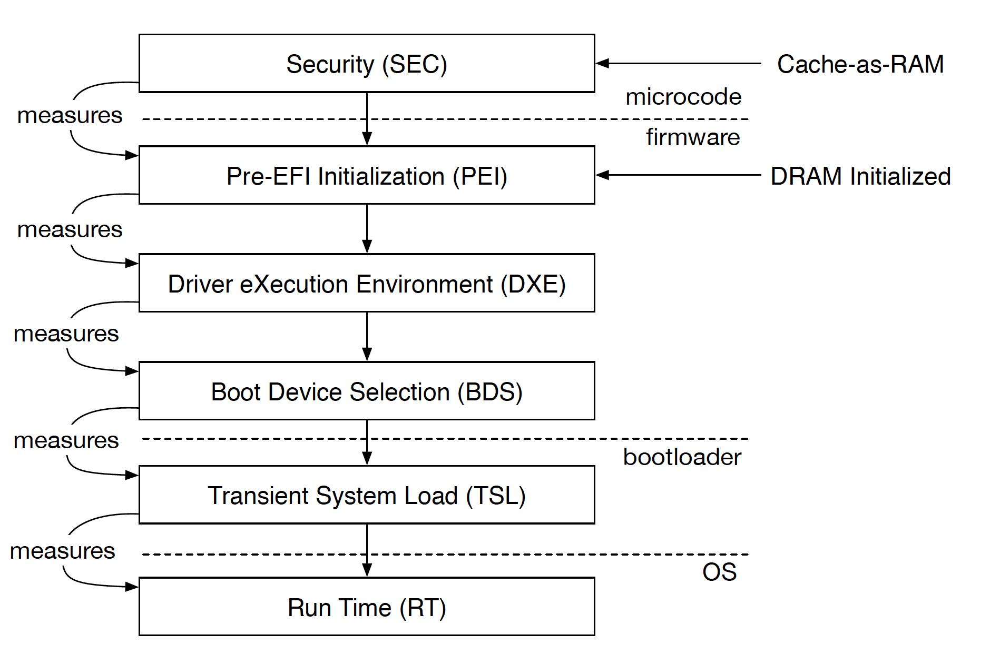 Security (SEC)
Cache-as-RAM
microcode
measures
firmware
Pre-EFI Initialization (PEI)
DRAM Initialized
measures
Driver eXecution Environment (DXE)
measures
Boot Device Selection (BDS)
measures
bootloader
Transient System Load (TSL)
measures
OS
Run Time (RT)